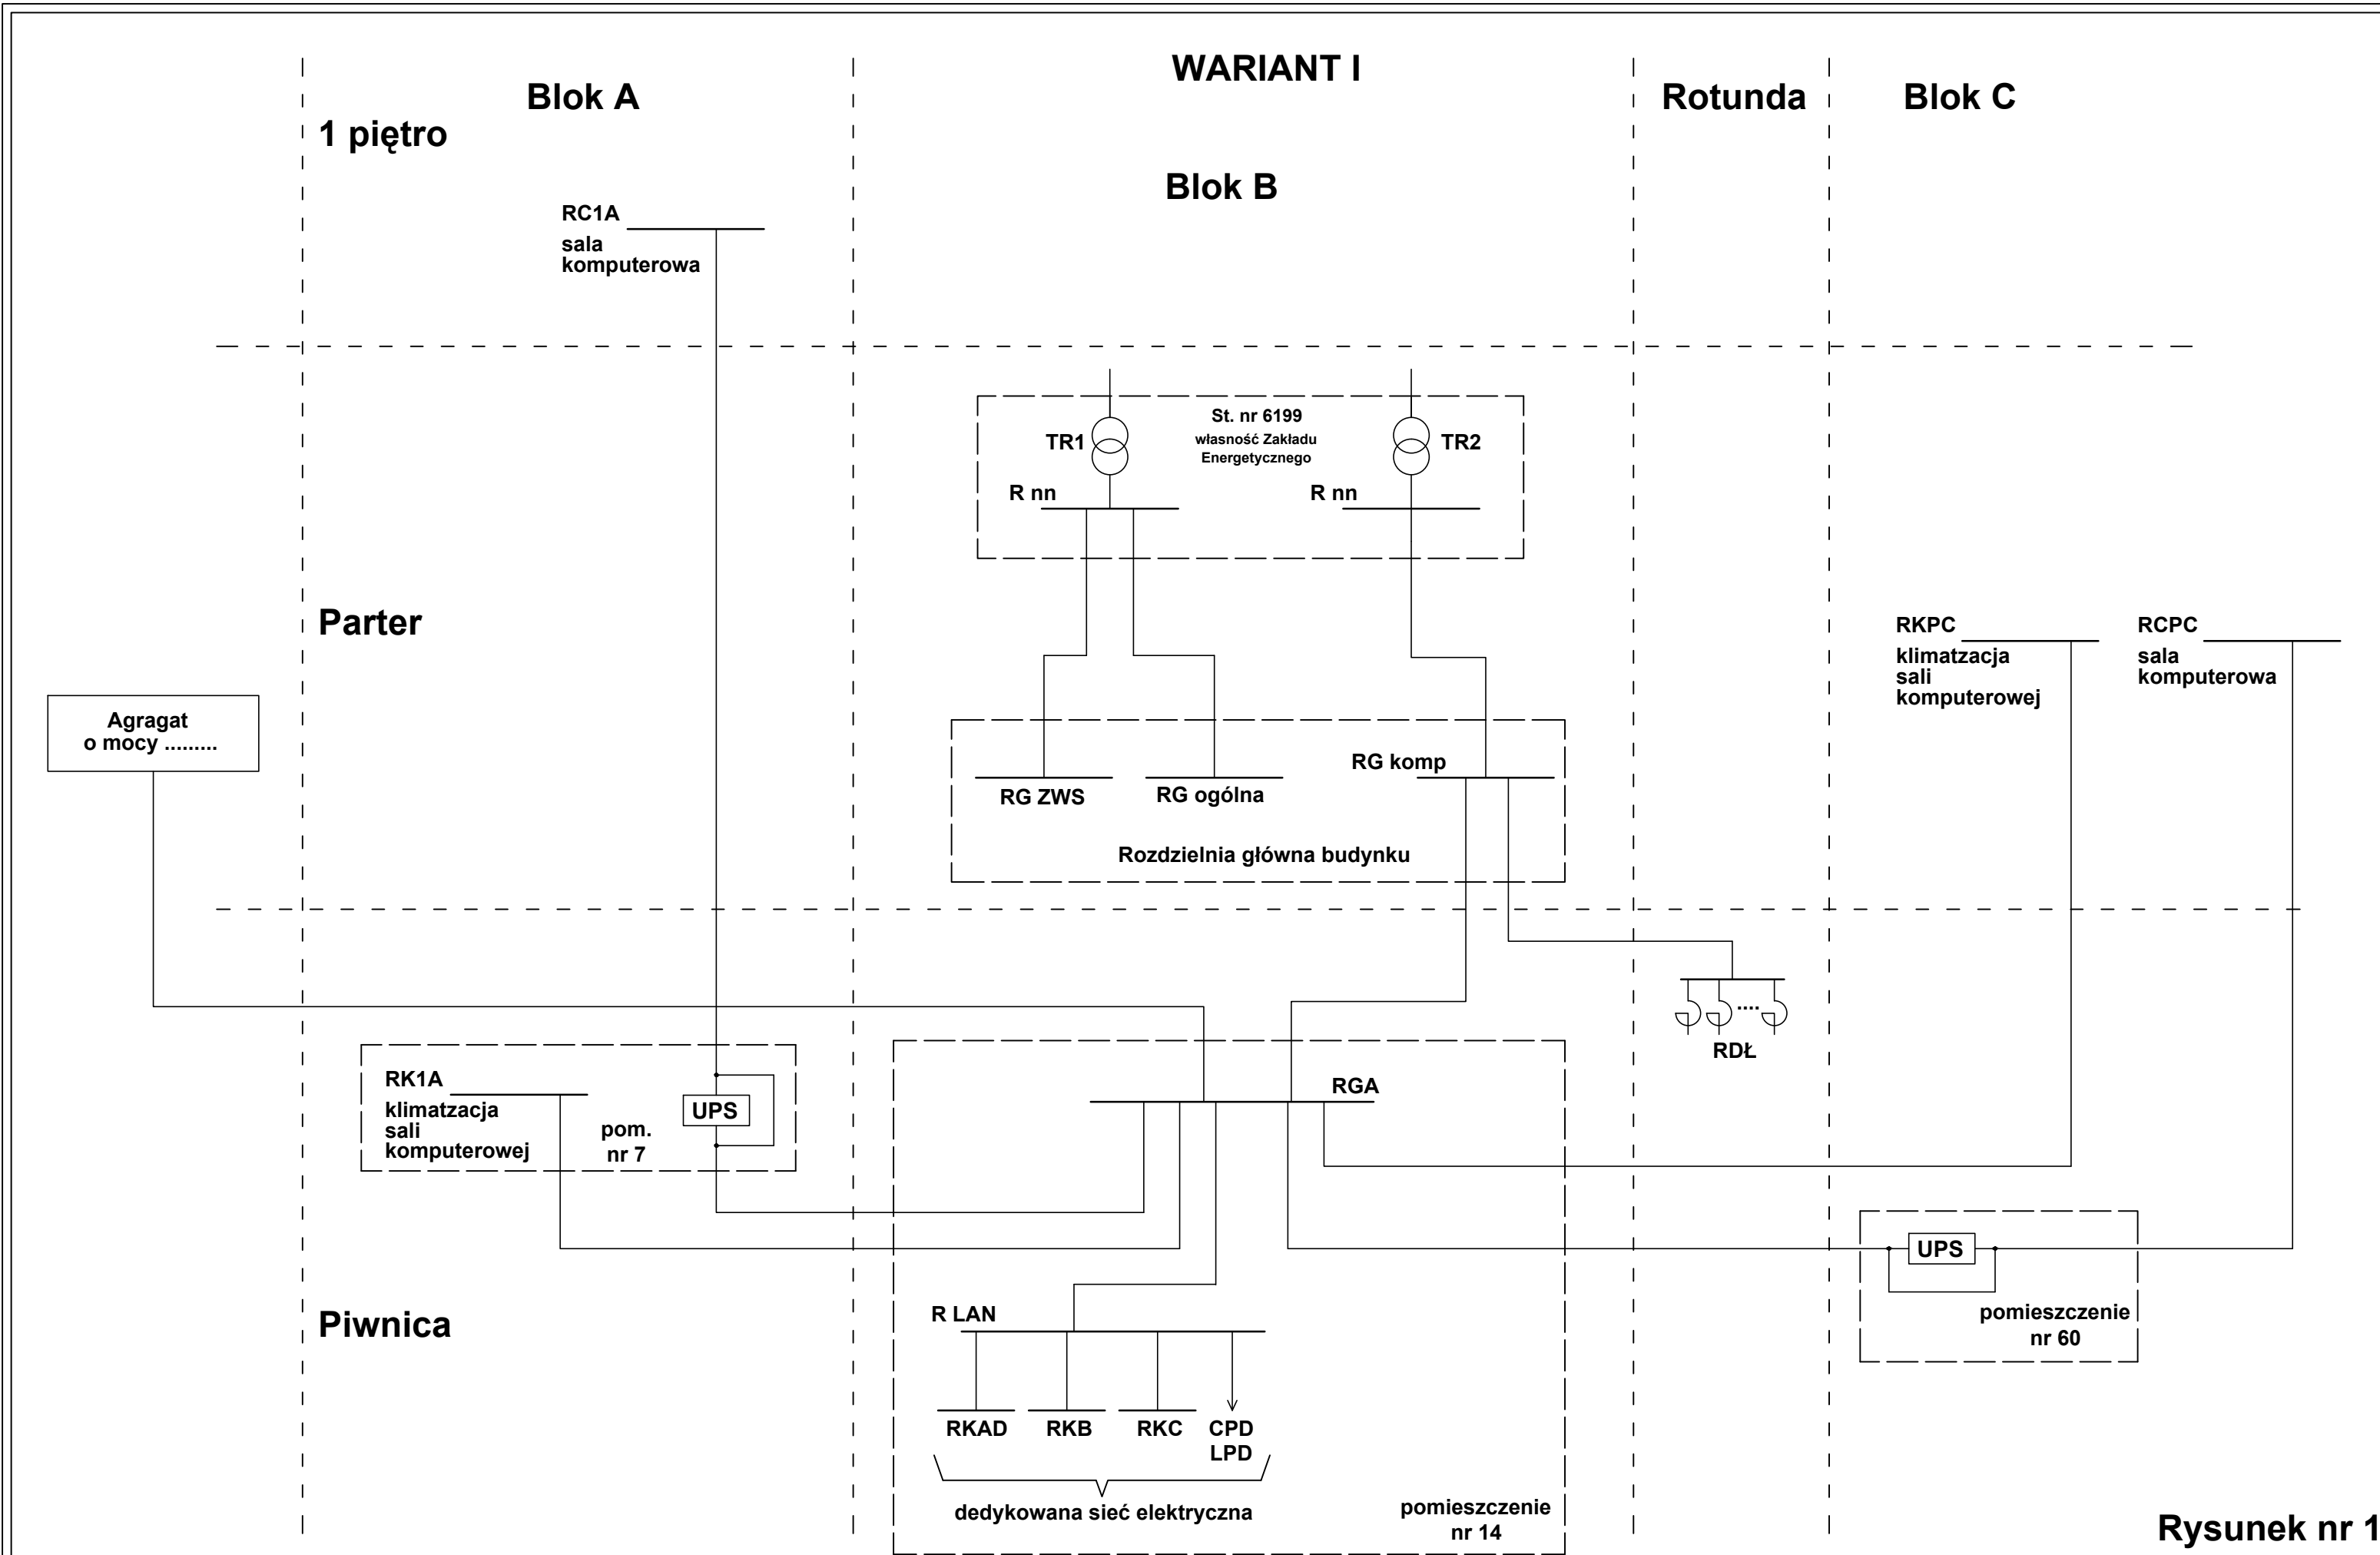 WARIANT I
Blok A
Rotunda
Blok C
1 piętro
Blok B
RC1A
sala
komputerowa
St. nr 6199
własność Zakładu
Energetycznego
TR1
TR2
R nn
R nn
Parter
RKPC
klimatzacja
sali
komputerowej
RCPC
sala
komputerowa
Agragat
o mocy .........
RG komp
RG ZWS
RG ogólna
Rozdzielnia główna budynku
....
RDŁ
RK1A
klimatzacja
sali
komputerowej
pom.
nr 7
UPS
RGA
UPS
pomieszczenie
nr 60
Piwnica
R LAN
RKAD
RKB
RKC
CPD
LPD
dedykowana sieć elektryczna
pomieszczenie
nr 14
Rysunek nr 1